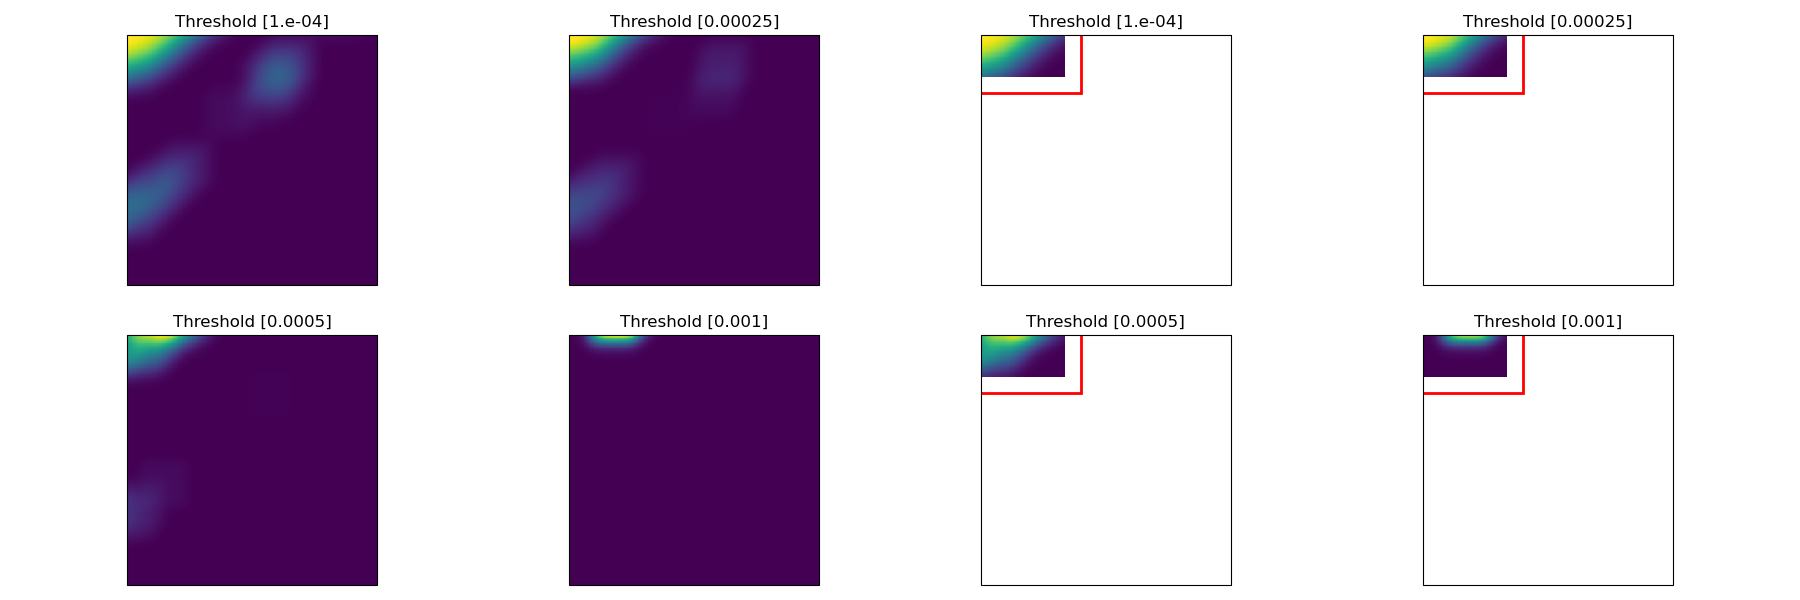 Threshold [1.e-04]
Threshold [0.00025]
Threshold [1.e-04]
Threshold [0.00025]
Threshold [0.0005]
Threshold [0.001]
Threshold [0.0005]
Threshold [0.001]